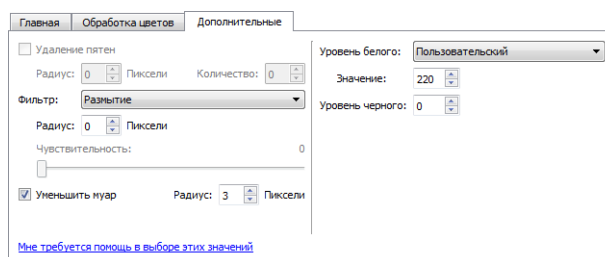 Главная Обработка цветов Дополнительные
Удаление пятен
Радиус: 0 Пиксели Количество: 0
Фильтр: Размытие
Радиус: 0 Пиксели
Чувствительность: 0
Уменьшить муар Радиус: 3 Пиксели
Мне требуется помощь в выборе этих значений
Уровень белого: Пользовательский
Значение: 220
Уровень черного: 0